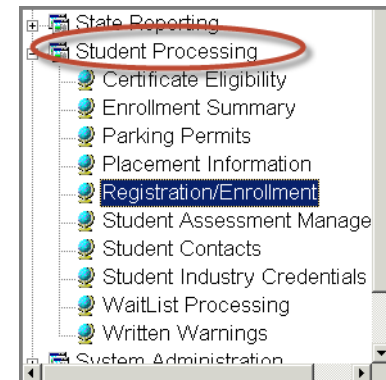 State Reporting
Student Processing
Certificate Eligibility
Enrollment Summary
Parking Permits
Placement Information
Registration/Enrollment
Student Assessment Manage
Student Contacts
Student Industry Credentials
WaitList Processing
Written Warnings
System Administration